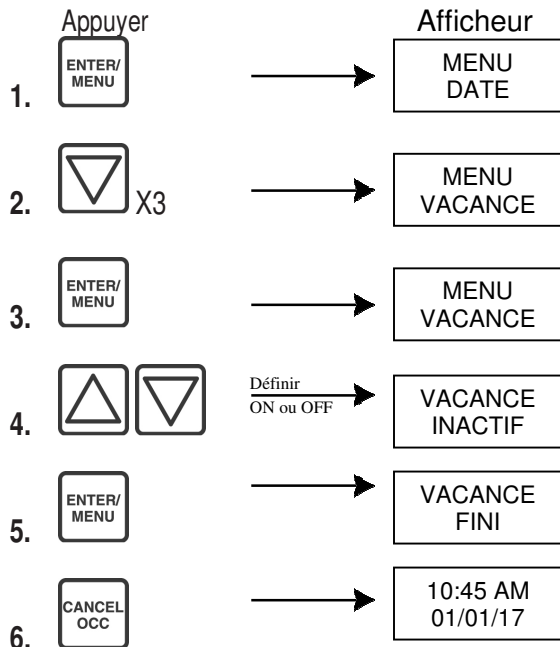 Appuyer Afficheur
1. ENTER/
MENU
MENU
DATE
2. X3
MENU
VACANCE
3. ENTER/
MENU
MENU
VACANCE
4. Définir
ON ou OFF
VACANCE
INACTIF
5. ENTER/
MENU
VACANCE
FINI
6. CANCEL
OCC
10:45 AM
01/01/17